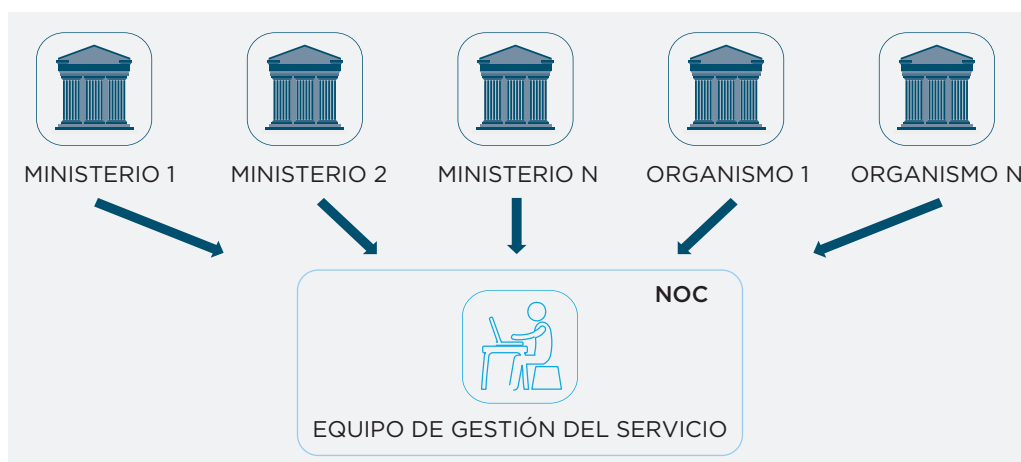 MINISTERIO 1
MINISTERIO 2
MINISTERIO N
ORGANISMO 1
ORGANISMO N
NOC
EQUIPO DE GESTIÓN DEL SERVICIO